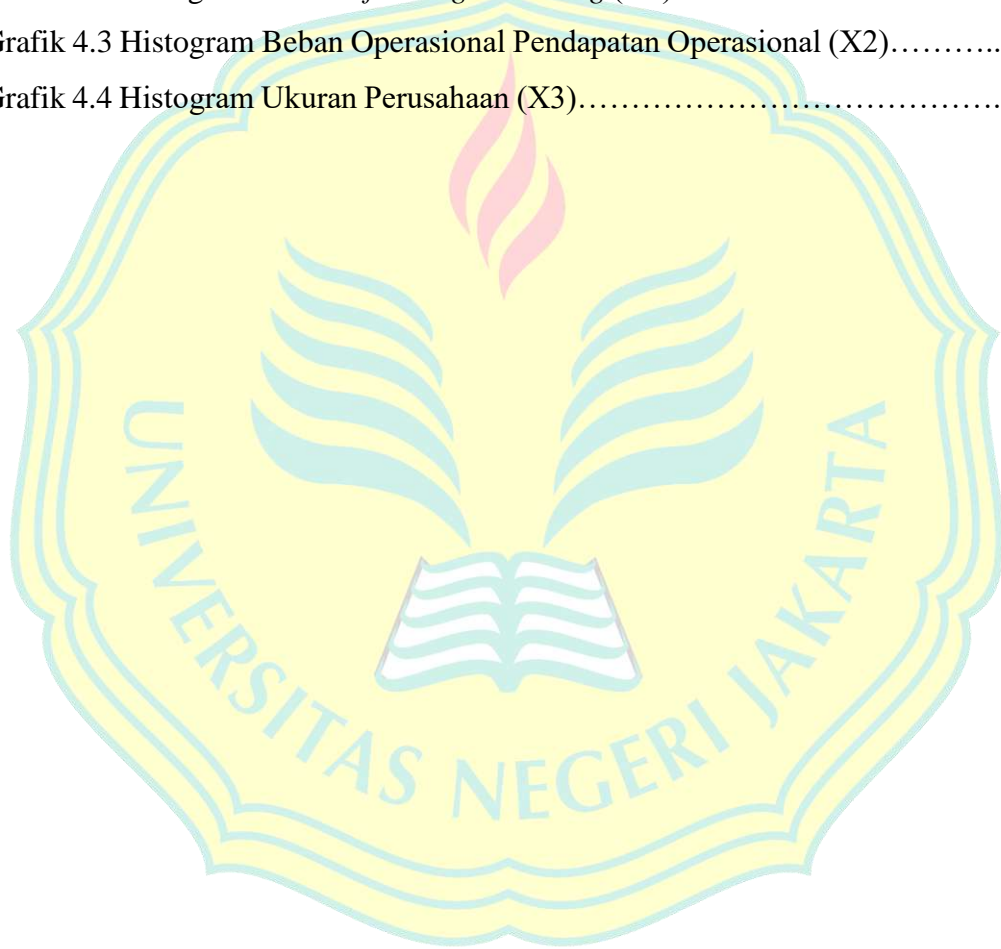 Grafik 4.3 Histogram Beban Operasional Pendapatan Operasional (X2)………..
Grafik 4.4 Histogram Ukuran Perusahaan (X3)………………………………….
UNIVERSITAS NEGERI JAKARTA